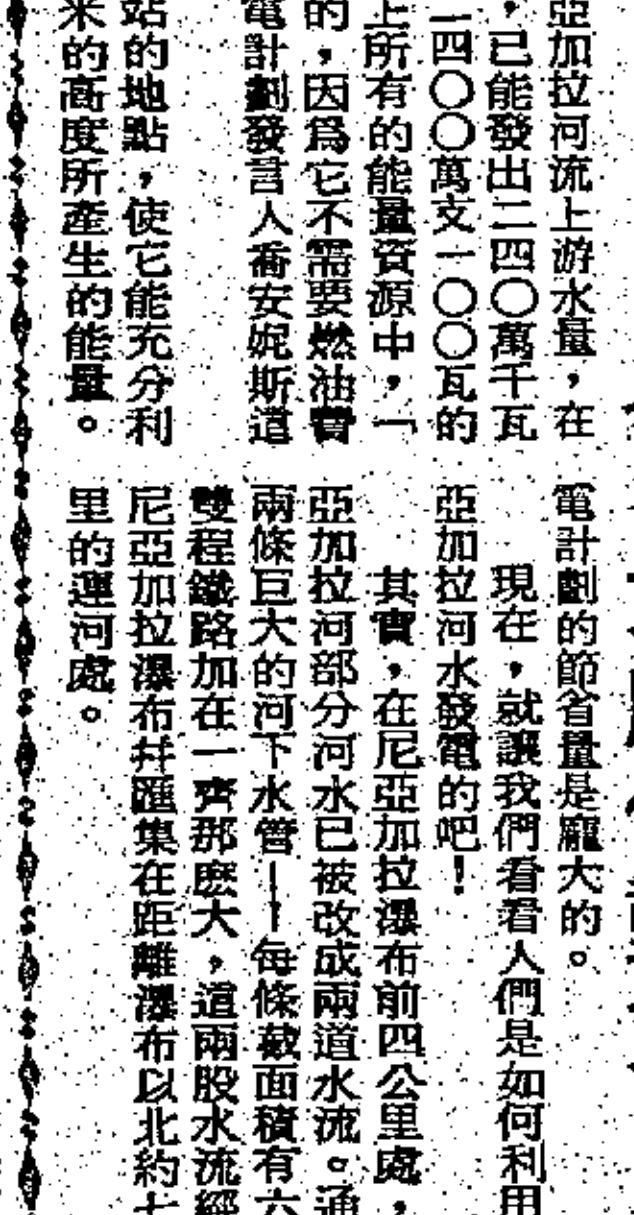 亞加拉河流上游水量，在
，已能發出二四〇萬千瓦
二四〇〇萬文一〇〇瓦的
上所有的能量資源中，一
的，因爲它不需要燃油費
電計劃發言人喬安妮斯道
站的地點，使它能充分利
米的高度所產生的能量。
電計劃的節省量是龐大的。
現在，就讓我們看看人們是如何利用
亞加拉河水發電的吧！
其實，在尼亞加拉瀑布前四公里處，
亞加拉河部分河水已被改成兩道水流。通
兩條巨大的河下水管——每條截面積有六
雙程鐵路加在一齊那麽大，這兩股水流經
尼亞加拉瀑布并匯集在距離瀑布以北約七
里的運河處。